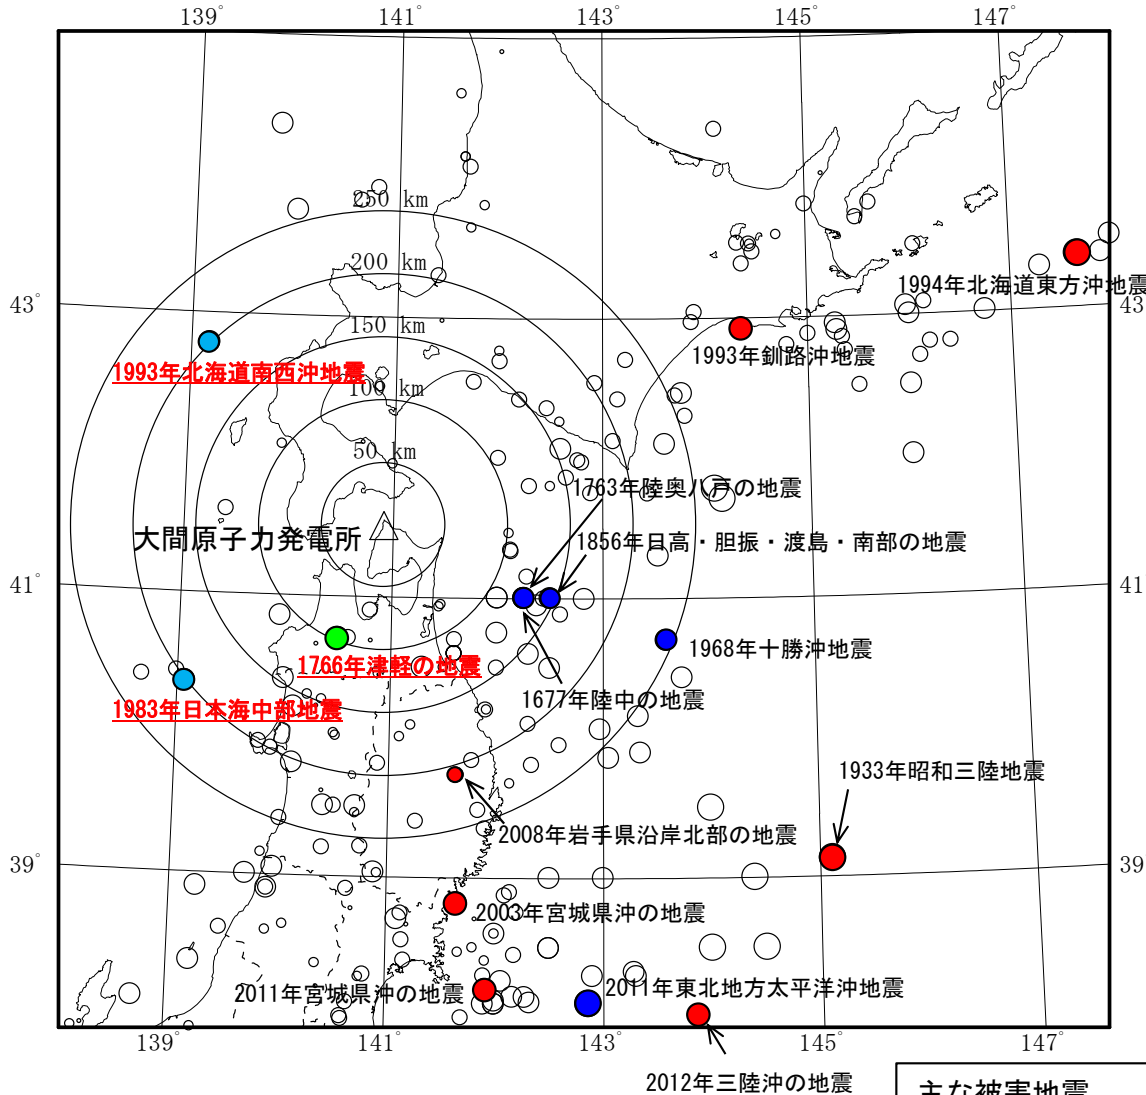 139°
141°
143°
145°
147°
250 km
200 km
1994年北海道東方沖地震
43°
43
150 km
1993年釧路沖地震
1993年北海道南西沖地震
100 km
50 km
1763年陸奥八戸の地震
大間原子力発電所
1856年日高・胆振・渡島・南部の地震
41°
41
1968年十勝沖地震
1766年津軽の地震
1677年陸中の地震
1983年日本海中部地震
1933年昭和三陸地震
2008年岩手県沿岸北部の地震
39°
39
2003年宮城県沖の地震
2011年宮城県沖の地震
2011年東北地方太平洋沖地震
139°
141°
143°
145°
147°
2012年三陸沖の地震
主な被害地震